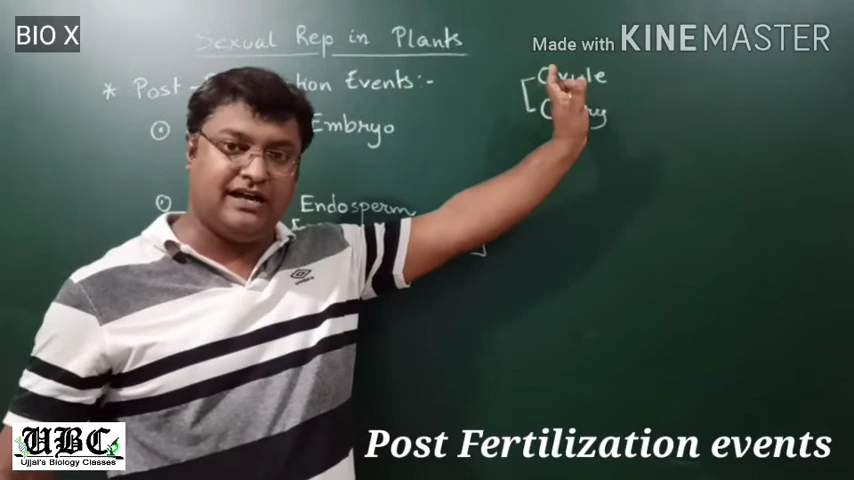 BIO X
Made with KINEMASTER
Sexual Rep in Plants
* Post - Events:-
Embryo
Endosperm
umbro
UBC
Ujjal's Biology Classes
Post Fertilization events